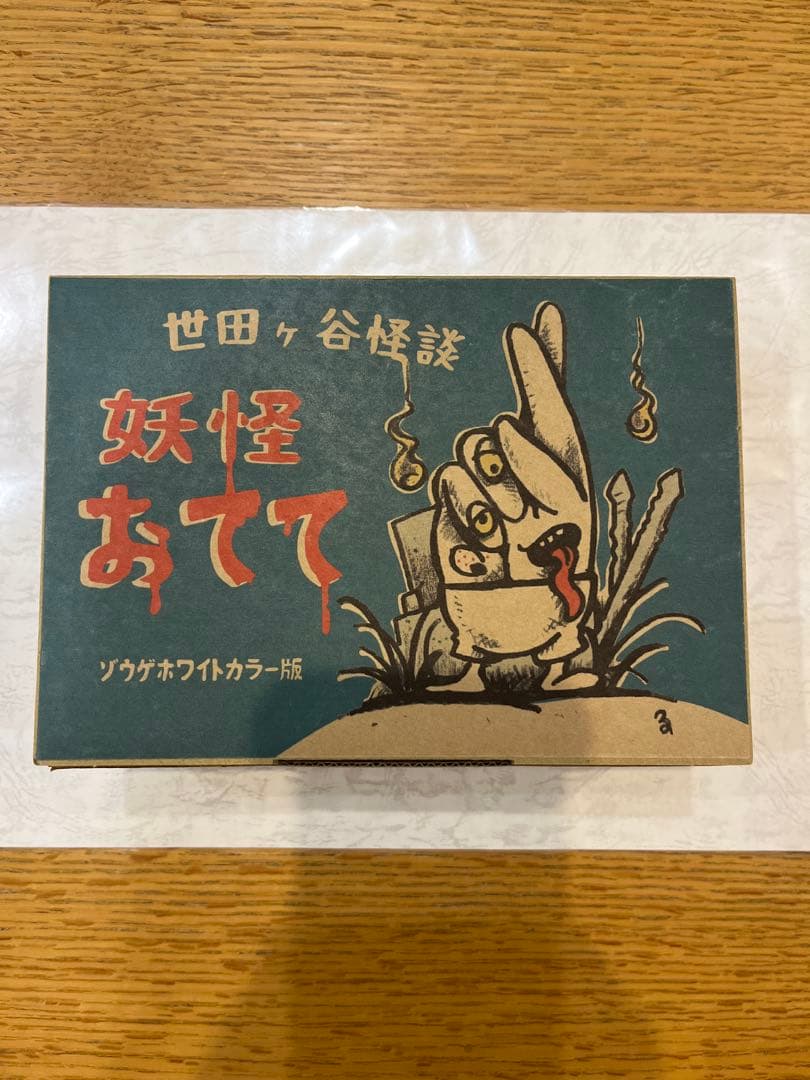 世田ヶ谷怪談
妖怪
おてて
ゾウゲホワイトカラー版